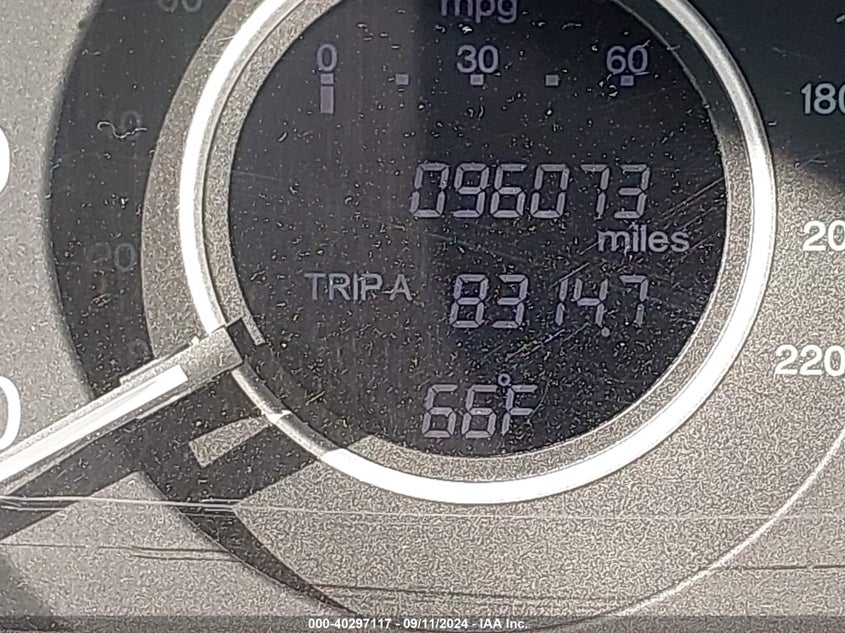 mpg
0 30 60
180
096073
miles
TRIP A 8314.7
220
66°F
000-40297117 - 09/11/2024 - IAA Inc.